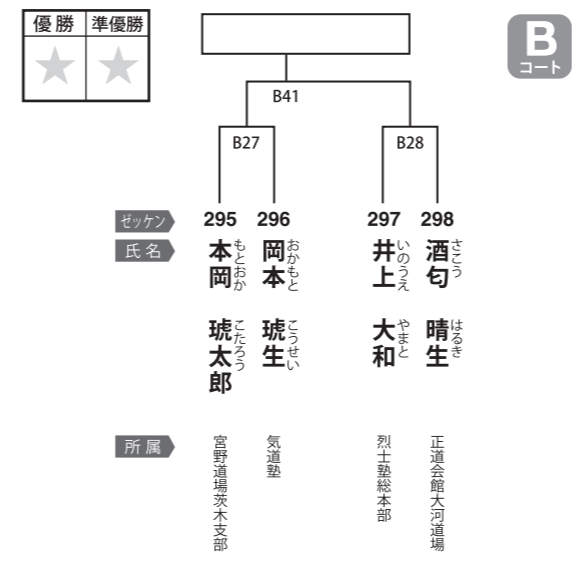 優勝 準優勝
B
コート
B41
B27 B28
ゼッケン 295 296 297 298
氏名
本岡 琥太郎
もとおか こたろう
岡本 琥生
おかもと こうせい
井上 大和
いのうえ やまと
酒匂 晴生
さこう はるき
所属
宮野道場茨木支部
気道塾
烈士塾総本部
正道会館大河道場